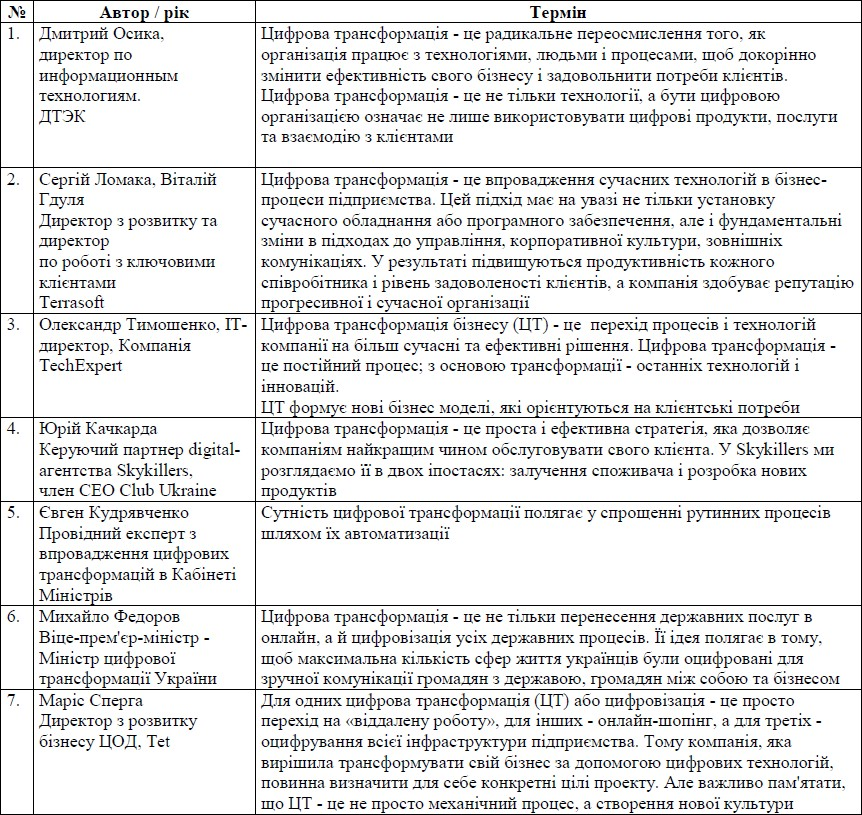 № Автор / рік Термін
1. Дмитрий Осика,
директор по
информационным
технологиям.
ДТЭК
Цифрова трансформація - це радикальне переосмислення того, як
організація працює з технологіями, людьми і процесами, щоб докорінно
змінити ефективність свого бізнесу і задовольнити потреби клієнтів.
Цифрова трансформація - це не тільки технології, а бути цифровою
організацією означає не лише використовувати цифрові продукти, послуги
та взаємодію з клієнтами
2. Сергій Ломака, Віталій
Гдуля
Директор з розвитку та
директор
по роботі з ключовими
клієнтами
Terrasoft
Цифрова трансформація - це впровадження сучасних технологій в бізнес-
процеси підприємства. Цей підхід має на увазі не тільки установку
сучасного обладнання або програмного забезпечення, але і фундаментальні
зміни в підходах до управління, корпоративної культури, зовнішніх
комунікаціях. У результаті підвищуються продуктивність кожного
співробітника і рівень задоволеності клієнтів, а компанія здобуває репутацію
прогресивної і сучасної організації
3. Олександр Тимошенко, IT-
директор, Компанія
TechExpert
Цифрова трансформація бізнесу (ЦТ) - це перехід процесів і технологій
компанії на більш сучасні та ефективні рішення. Цифрова трансформація -
це постійний процес; з основою трансформації - останніх технологій і
інновацій.
ЦТ формує нові бізнес моделі, які орієнтуються на клієнтські потреби
4. Юрій Качкарда
Керуючий партнер digital-
агентства Skykillers,
член CEO Club Ukraine
Цифрова трансформація - це проста і ефективна стратегія, яка дозволяє
компаніям найкращим чином обслуговувати свого клієнта. У Skykillers ми
розглядаємо її в двох іпостасях: залучення споживача і розробка нових
продуктів
5. Євген Кудрявченко
Провідний експерт з
впровадження цифрових
трансформацій в Кабінеті
Міністрів
Сутність цифрової трансформації полягає у спрощенні рутинних процесів
шляхом їх автоматизації
6. Михайло Федоров
Віце-прем'єр-міністр -
Міністр цифрової
трансформації України
Цифрова трансформація - це не тільки перенесення державних послуг в
онлайн, а й цифровізація усіх державних процесів. Її ідея полягає в тому,
щоб максимальна кількість сфер життя українців були оцифровані для
зручної комунікації громадян з державою, громадян між собою та бізнесом
7. Маріс Сперга
Директор з розвитку
бізнесу ЦОД, Tet
Для одних цифрова трансформація (ЦТ) або цифровізація - це просто
перехід на «віддалену роботу», для інших - онлайн-шопінг, а для третіх -
оцифрування всієї інфраструктури підприємства. Тому компанія, яка
вирішила трансформувати свій бізнес за допомогою цифрових технологій,
повинна визначити для себе конкретні цілі проекту. Але важливо пам'ятати,
що ЦТ - це не просто механічний процес, а створення нової культури